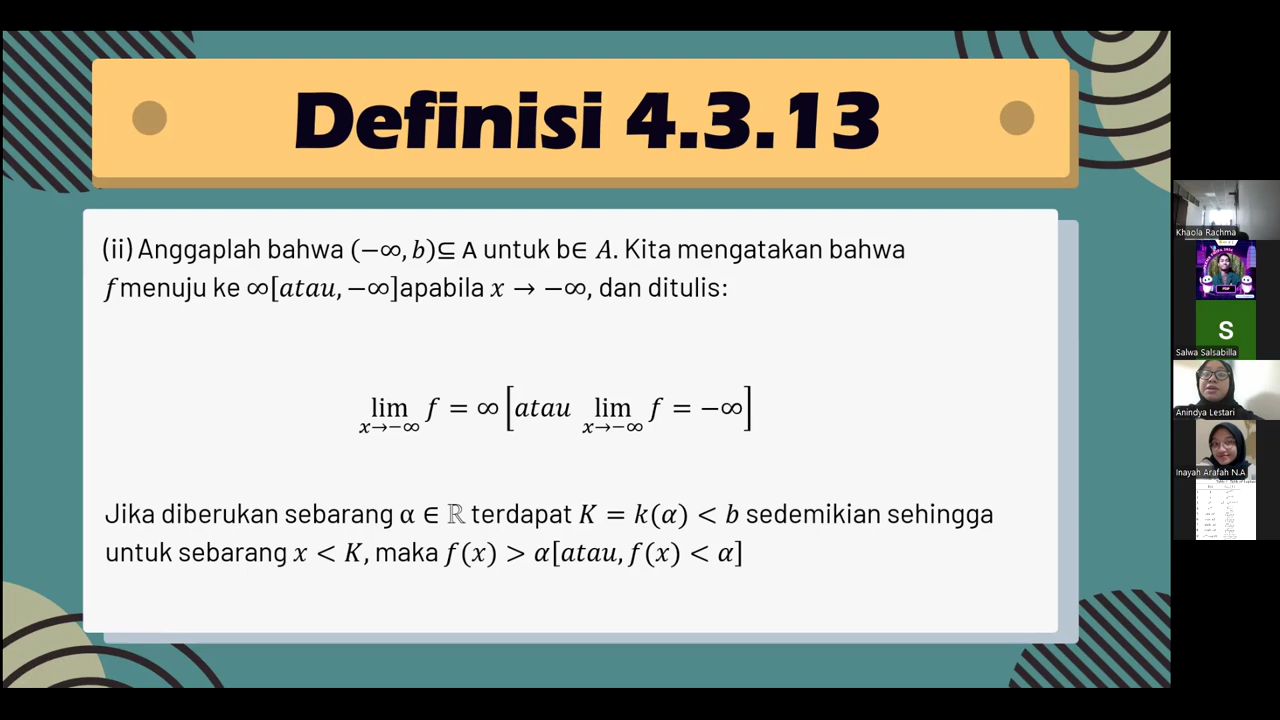 Definisi 4.3.13
(ii) Anggaplah bahwa (−∞, b)⊆ A untuk b∈ A. Kita mengatakan bahwa
f menuju ke ∞[atau, −∞]apabila x → −∞, dan ditulis:
lim x→−∞ f = ∞ [atau lim x→−∞ f = −∞]
Jika diberukan sebarang α ∈ ℝ terdapat K = k(α) < b sedemikian sehingga
untuk sebarang x < K, maka f(x) > α[atau, f(x) < α]
Khaola Rachma
S
Salwa Salsabilla
Anindya Lestari
Inayah Arafah N.A